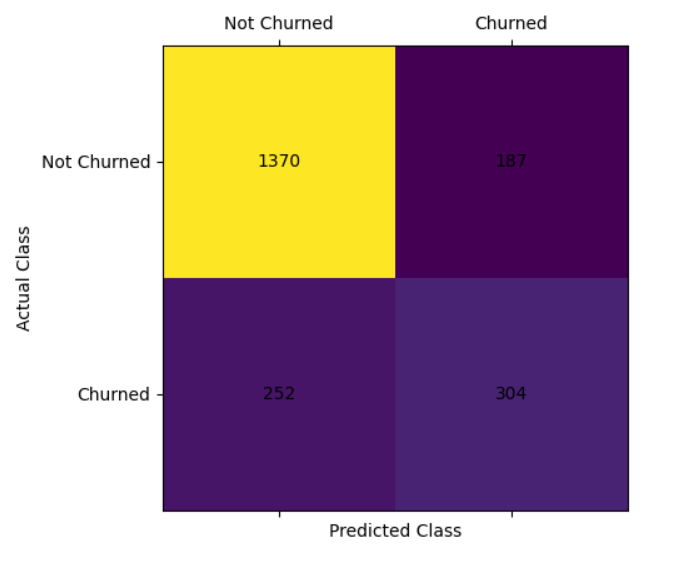 Not Churned Churned
Not Churned 1370 187
Actual Class
Churned 252 304
Predicted Class